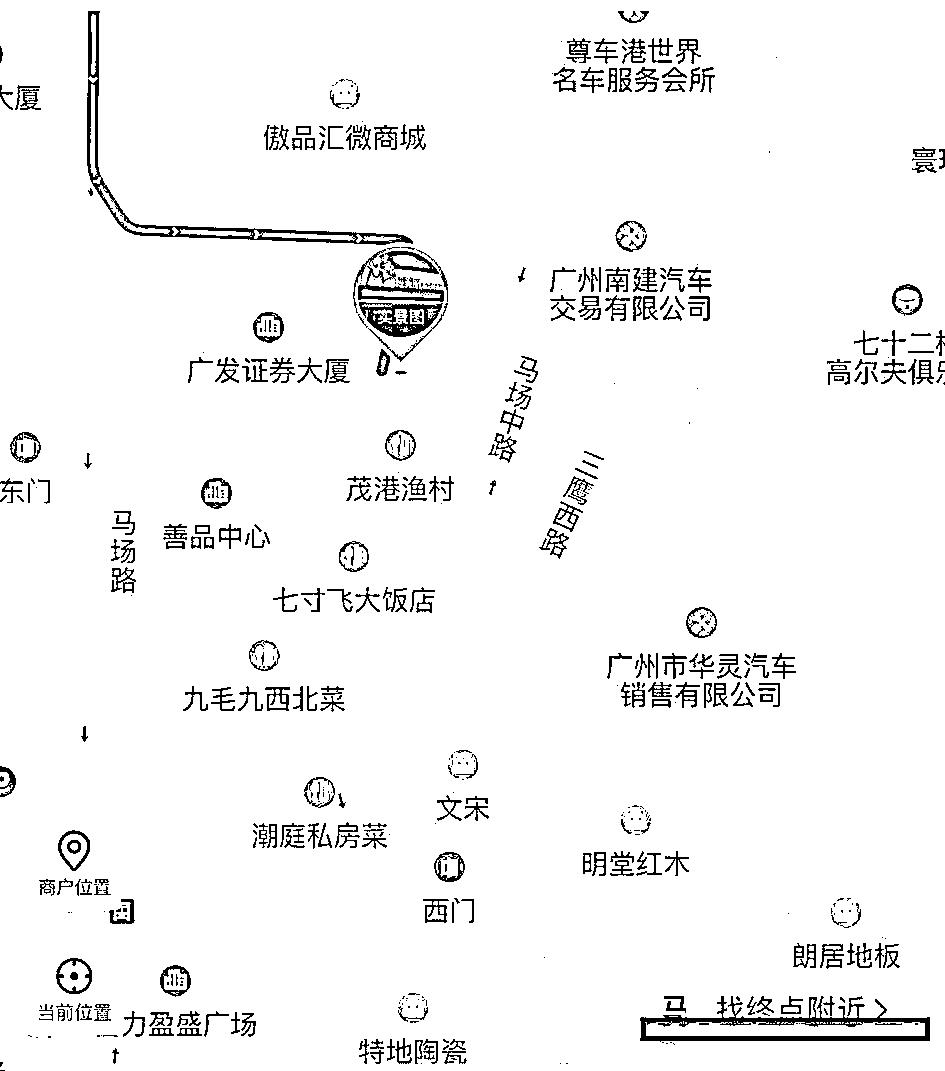 尊车港世界
名车服务会所
大厦
傲品汇微商城
寰
广州南建汽车
交易有限公司
实景图
七十二
高尔夫俱乐
广发证券大厦
马场中路
东门
茂港渔村
三鹰西路
善品中心
马场路
七寸飞大饭店
广州市华灵汽车
销售有限公司
九毛九西北菜
文宋
潮庭私房菜
明堂红木
商户位置
西门
朗居地板
当前位置
力盈盛广场
马
找终点附近 >
特地陶瓷